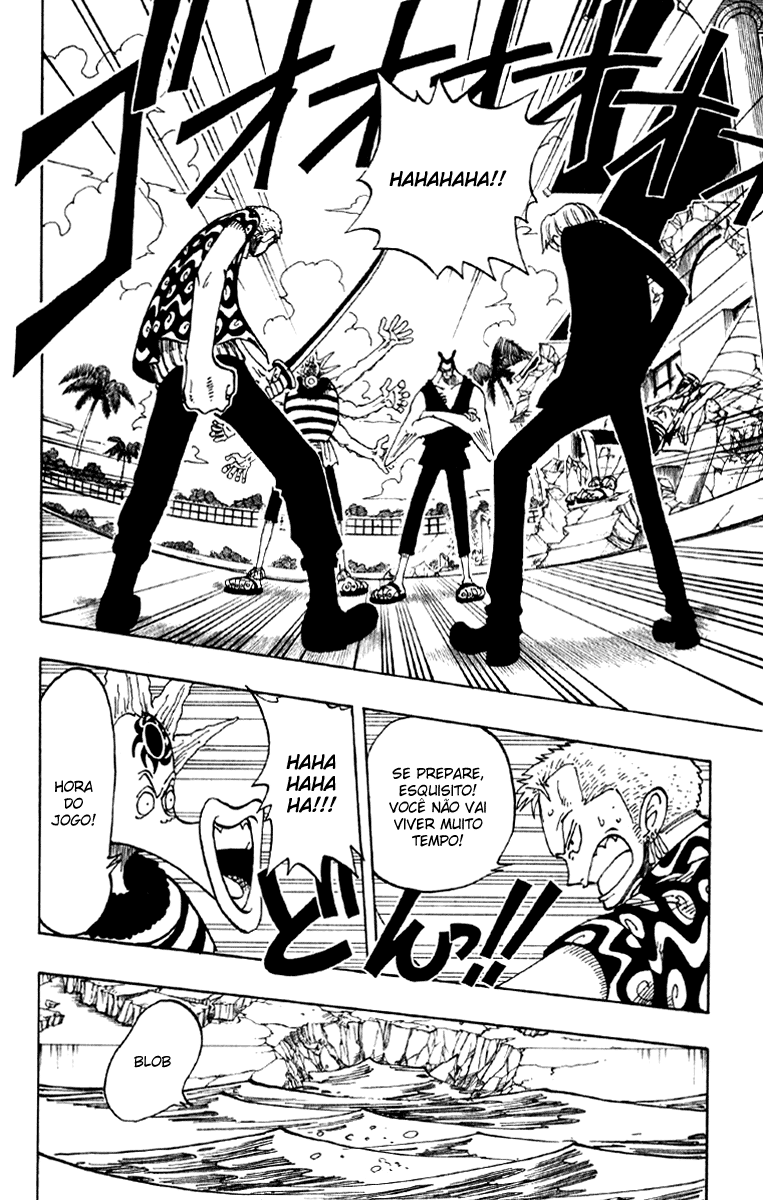 ゴオオオオオ
HAHAHAHA!!
SE PREPARE,
ESQUISITO!
VOCÊ NÃO VAI
VIVER MUITO
TEMPO!
HAHA
HAHA
HA!!!
HORA
DO
JOGO!
どんっ!!
BLOB